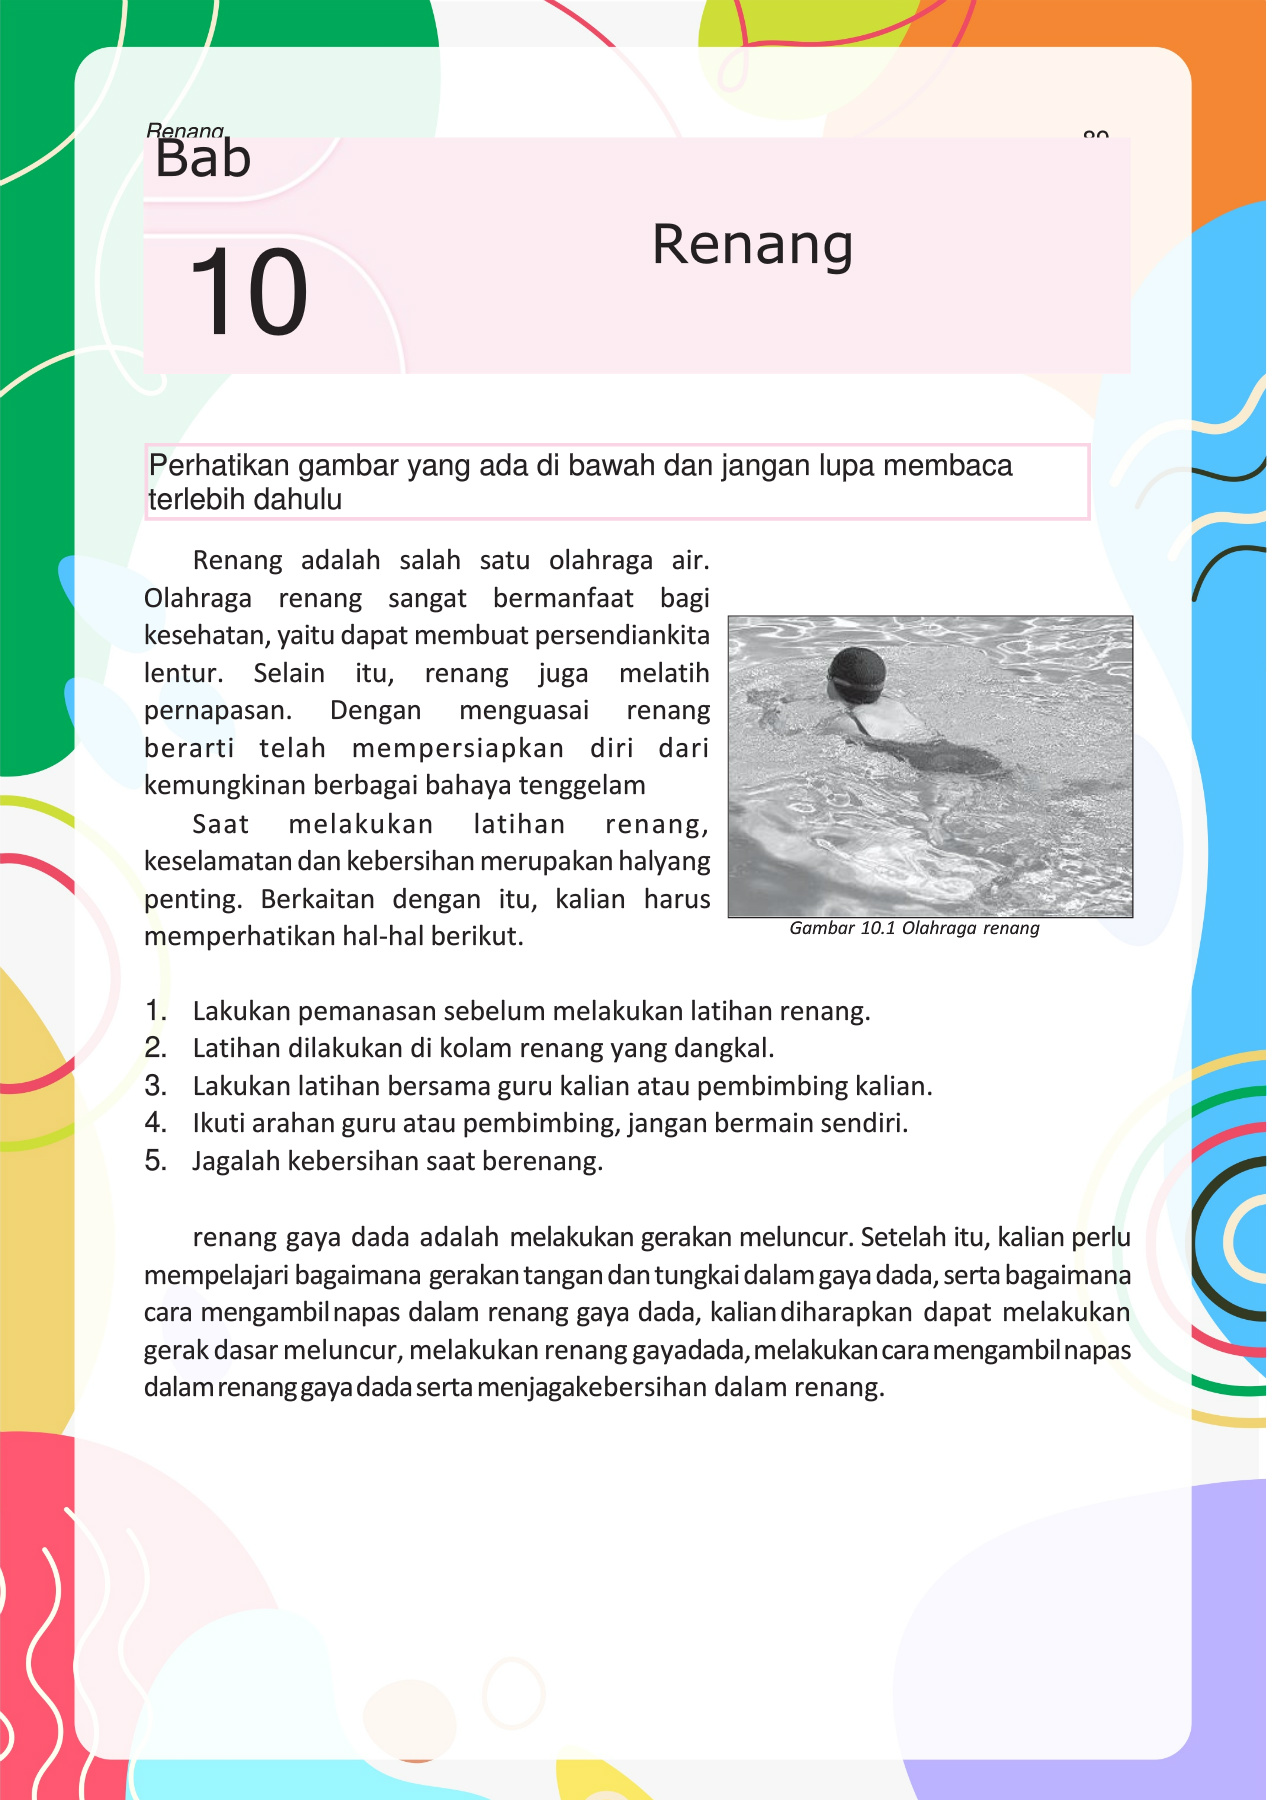 Renang
Bab
10
Renang
Perhatikan gambar yang ada di bawah dan jangan lupa membaca
terlebih dahulu
Renang adalah salah satu olahraga air.
Olahraga renang sangat bermanfaat bagi
kesehatan, yaitu dapat membuat persendiankita
lentur. Selain itu, renang juga melatih
pernapasan. Dengan menguasai renang
berarti telah mempersiapkan diri dari
kemungkinan berbagai bahaya tenggelam
Saat melakukan latihan renang,
keselamatan dan kebersihan merupakan halyang
penting. Berkaitan dengan itu, kalian harus
memperhatikan hal-hal berikut.
Gambar 10.1 Olahraga renang
1. Lakukan pemanasan sebelum melakukan latihan renang.
2. Latihan dilakukan di kolam renang yang dangkal.
3. Lakukan latihan bersama guru kalian atau pembimbing kalian.
4. Ikuti arahan guru atau pembimbing, jangan bermain sendiri.
5. Jagalah kebersihan saat berenang.
renang gaya dada adalah melakukan gerakan meluncur. Setelah itu, kalian perlu
mempelajari bagaimana gerakan tangan dan tungkai dalam gaya dada, serta bagaimana
cara mengambil napas dalam renang gaya dada, kalian diharapkan dapat melakukan
gerak dasar meluncur, melakukan renang gayadada, melakukan cara mengambil napas
dalam renang gaya dada serta menjagakebersihan dalam renang.